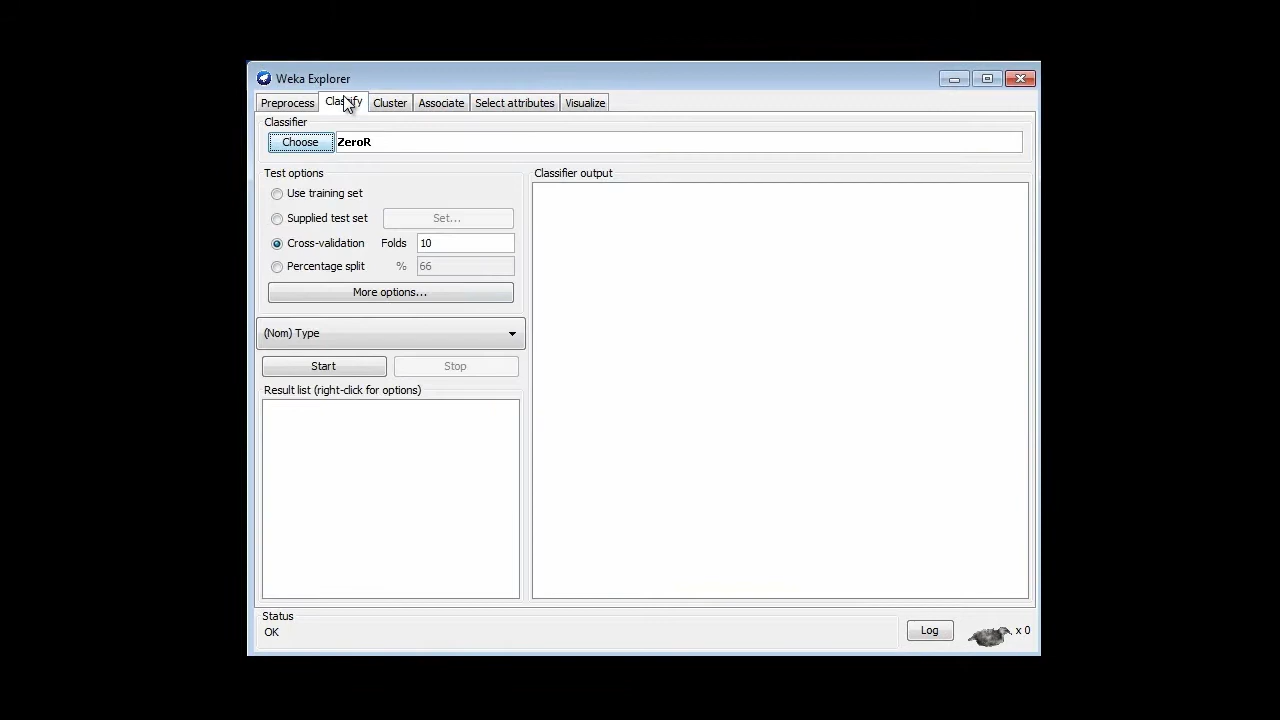 Weka Explorer
Preprocess Classify Cluster Associate Select attributes Visualize
Classifier
Choose ZeroR
Test options
Use training set
Supplied test set Set...
Cross-validation Folds 10
Percentage split % 66
More options...
(Nom) Type
Start Stop
Result list (right-click for options)
Classifier output
Status
OK
Log x 0